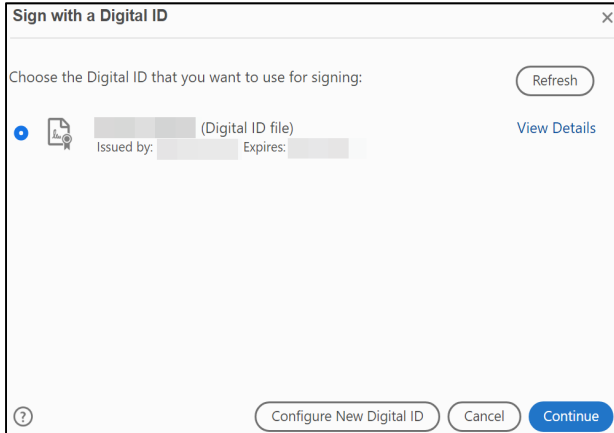 Sign with a Digital ID
Choose the Digital ID that you want to use for signing:
Refresh
(Digital ID file)
View Details
Issued by: Expires:
?
Configure New Digital ID
Cancel
Continue